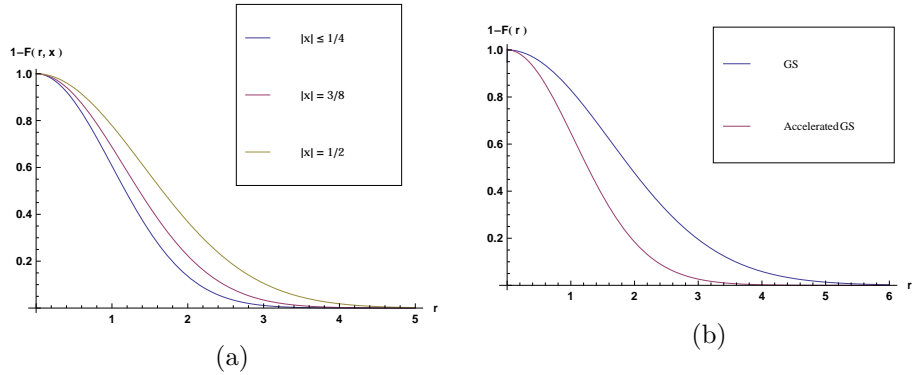 1−F( r, x )
1.0
0.8
0.6
0.4
0.2
1
2
3
4
5
r
|x| ≤ 1/4
|x| = 3/8
|x| = 1/2
(a)
1−F( r )
1.0
0.8
0.6
0.4
0.2
1
2
3
4
5
6
r
GS
Accelerated GS
(b)